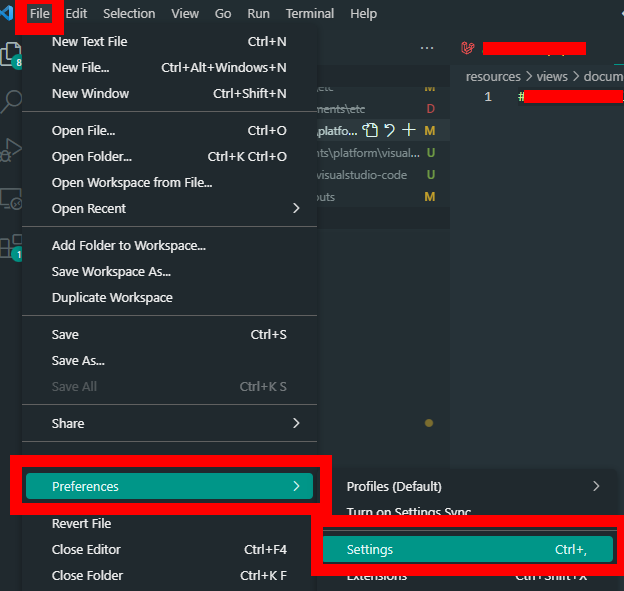 File Edit Selection View Go Run Terminal Help
New Text File Ctrl+N
New File... Ctrl+Alt+Windows+N
New Window Ctrl+Shift+N
Open File... Ctrl+O
Open Folder... Ctrl+K Ctrl+O
Open Workspace from File...
Open Recent
Add Folder to Workspace...
Save Workspace As...
Duplicate Workspace
Save Ctrl+S
Save As...
Save All Ctrl+K S
Share
Preferences
Revert File
Close Editor Ctrl+F4
Close Folder Ctrl+K F
Profiles (Default)
Turn on Settings Sync...
Settings Ctrl+,
Extensions Ctrl+Shift+X
8
1
...
etc M
nents\etc D
\platfo... M
nts\platform\visual... U
visualstudio-code U
outs M
resources > views > docum
1 #